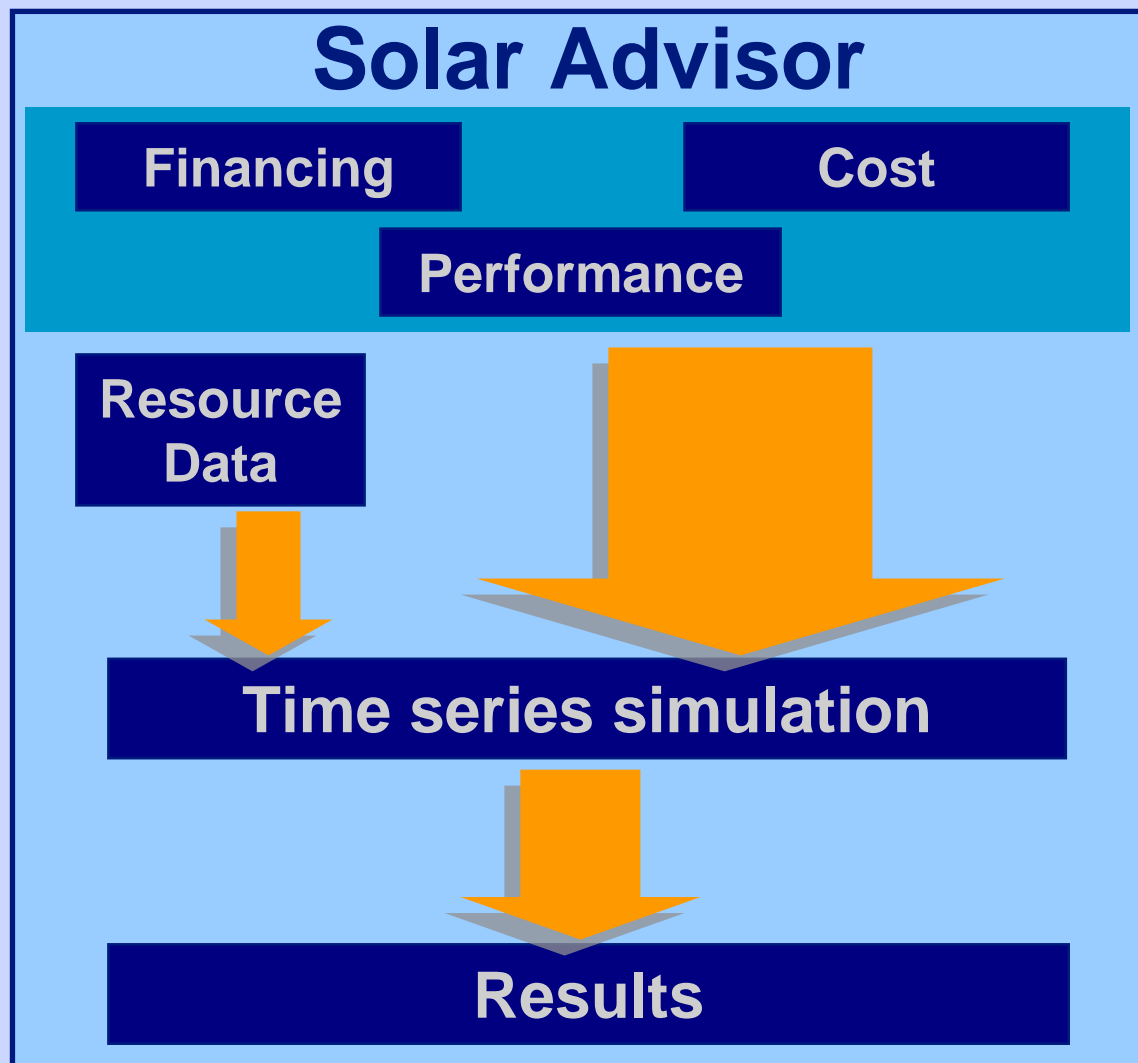 Solar Advisor
Financing
Cost
Performance
Resource
Data
Time series simulation
Results